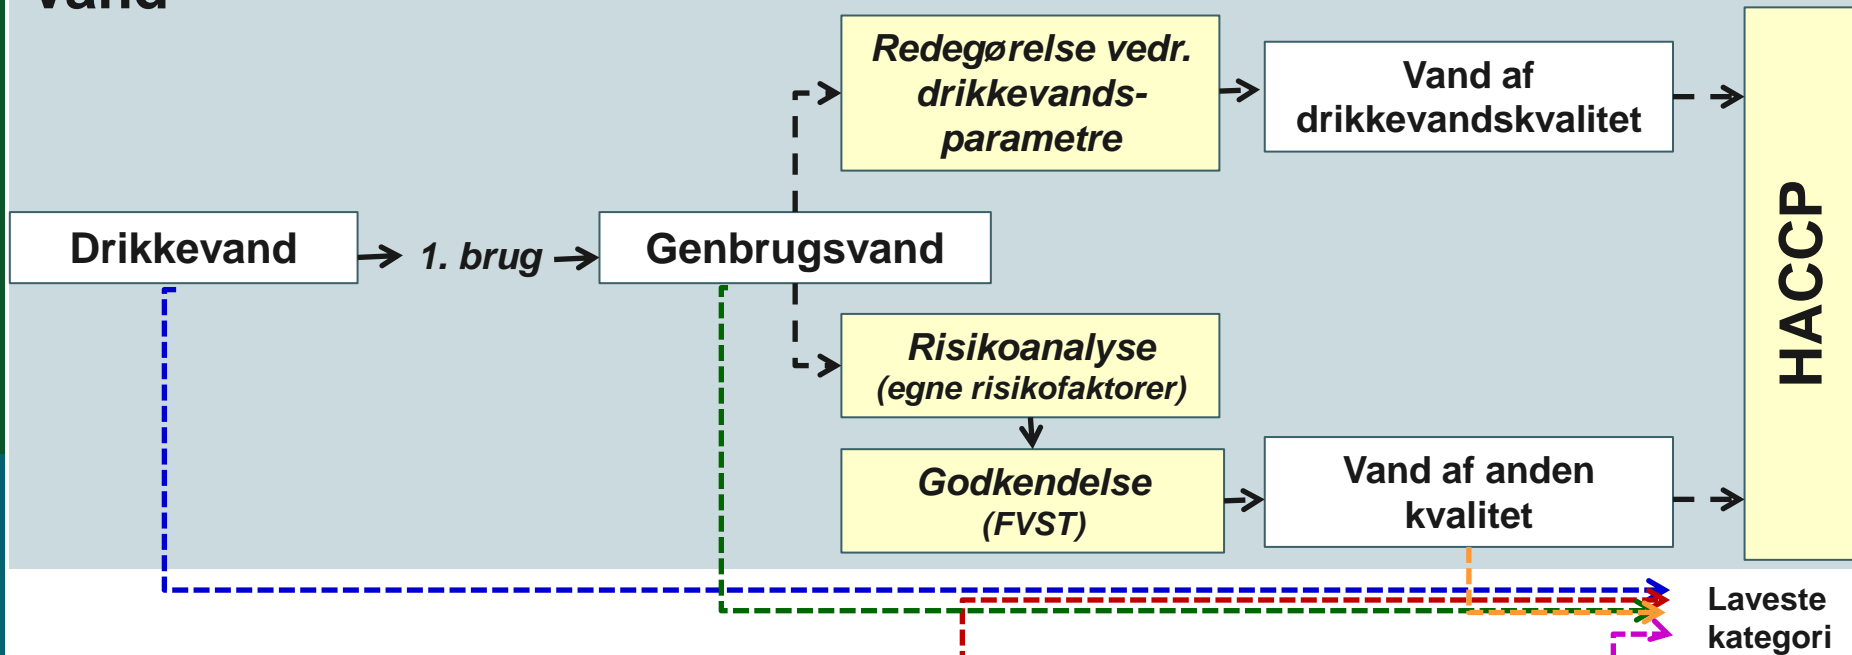 vand
Redegørelse vedr.
drikkevands-
parametre
Vand af
drikkevandskvalitet
HACCP
Drikkevand
1. brug
Genbrugsvand
Risikoanalyse
(egne risikofaktorer)
Godkendelse
(FVST)
Vand af anden
kvalitet
Laveste
kategori